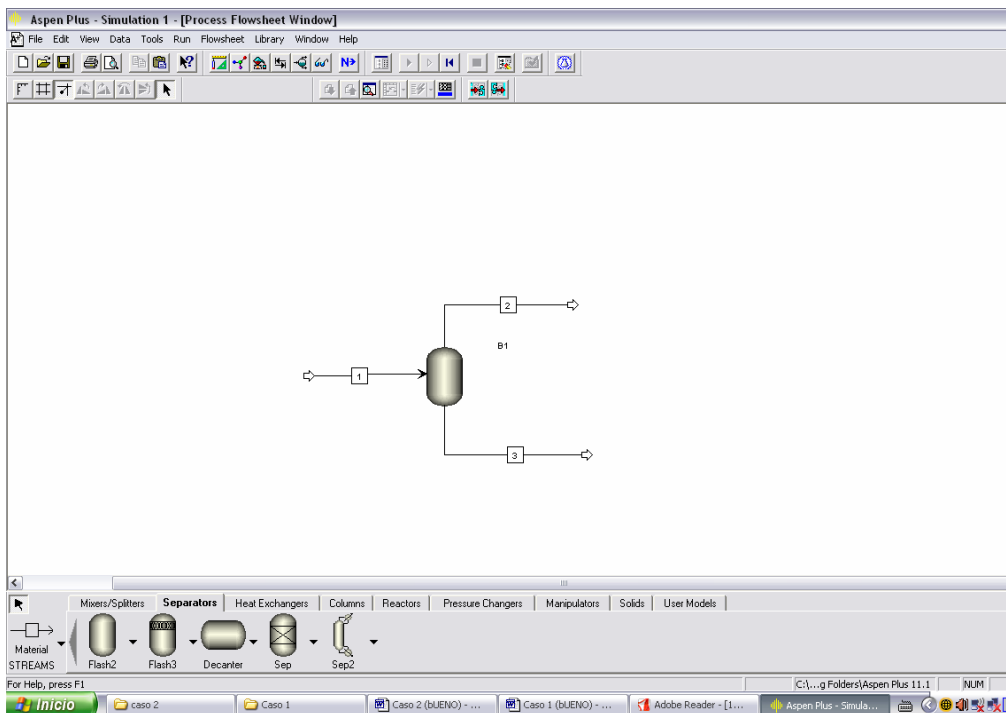 Aspen Plus - Simulation 1 - [Process Flowsheet Window]
File Edit View Data Tools Run Flowsheet Library Window Help
N>
2
B1
1
3
Mixers/Splitters Separators Heat Exchangers Columns Reactors Pressure Changers Manipulators Solids User Models
Material
STREAMS Flash2 Flash3 Decanter Sep Sep2
For Help, press F1 C:\...g Folders\Aspen Plus 11.1 NUM
Inicio caso 2 Caso 1 Caso 2 (bUENO) - ... Caso 1 (bUENO) - ... Adobe Reader - [1... Aspen Plus - Simula...